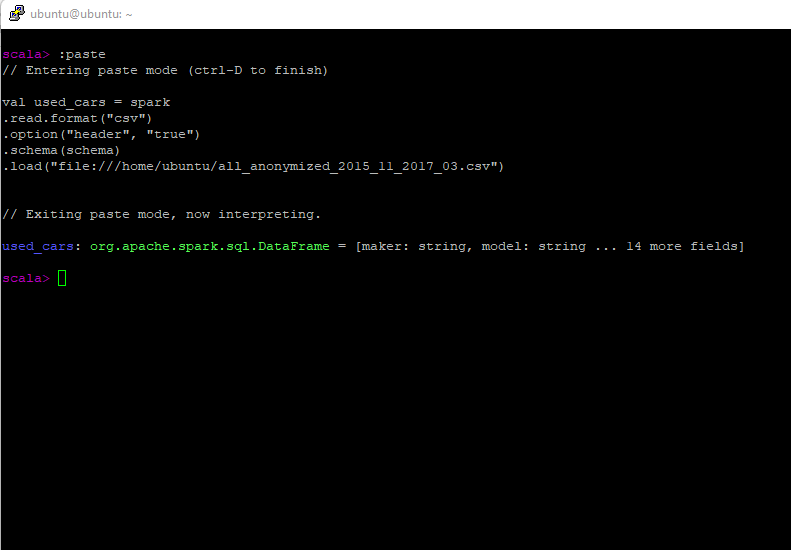 ubuntu@ubuntu: ~
scala> :paste
// Entering paste mode (ctrl-D to finish)
val used_cars = spark
.read.format("csv")
.option("header", "true")
.schema(schema)
.load("file:///home/ubuntu/all_anonymized_2015_11_2017_03.csv")
// Exiting paste mode, now interpreting.
used_cars: org.apache.spark.sql.DataFrame = [maker: string, model: string ... 14 more fields]
scala>